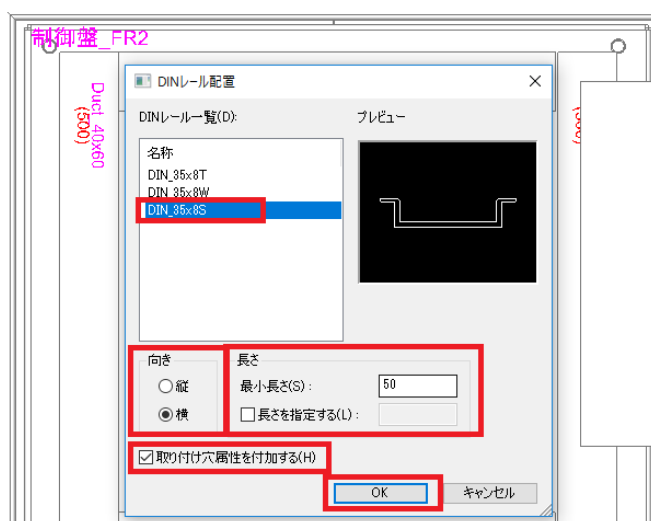 制御盤_FR2
Duct 40x60
(500)
DINレール配置
DINレール一覧(D):
プレビュー
名称
DIN_35x8T
DIN_35x8W
DIN_35x8S
向き
縦
横
長さ
最小長さ(S):
50
長さを指定する(L):
取り付け穴属性を付加する(H)
OK
キャンセル